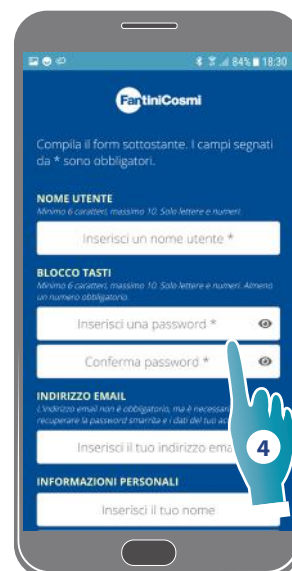 84% 18:30
FantiniCosmi
Compila il form sottostante. I campi segnati
da * sono obbligatori.
NOME UTENTE
Minimo 6 caratteri, massimo 10. Solo lettere e numeri.
Inserisci un nome utente *
BLOCCO TASTI
Minimo 6 caratteri, massimo 10. Solo lettere e numeri. Almeno
un numero obbligatorio.
Inserisci una password *
Conferma password *
INDIRIZZO EMAIL
L'indirizzo email non è obbligatorio, ma è necessar
recuperare la password smarrita e i dati del tuo
Inserisci il tuo indirizzo ema
4
INFORMAZIONI PERSONALI
Inserisci il tuo nome